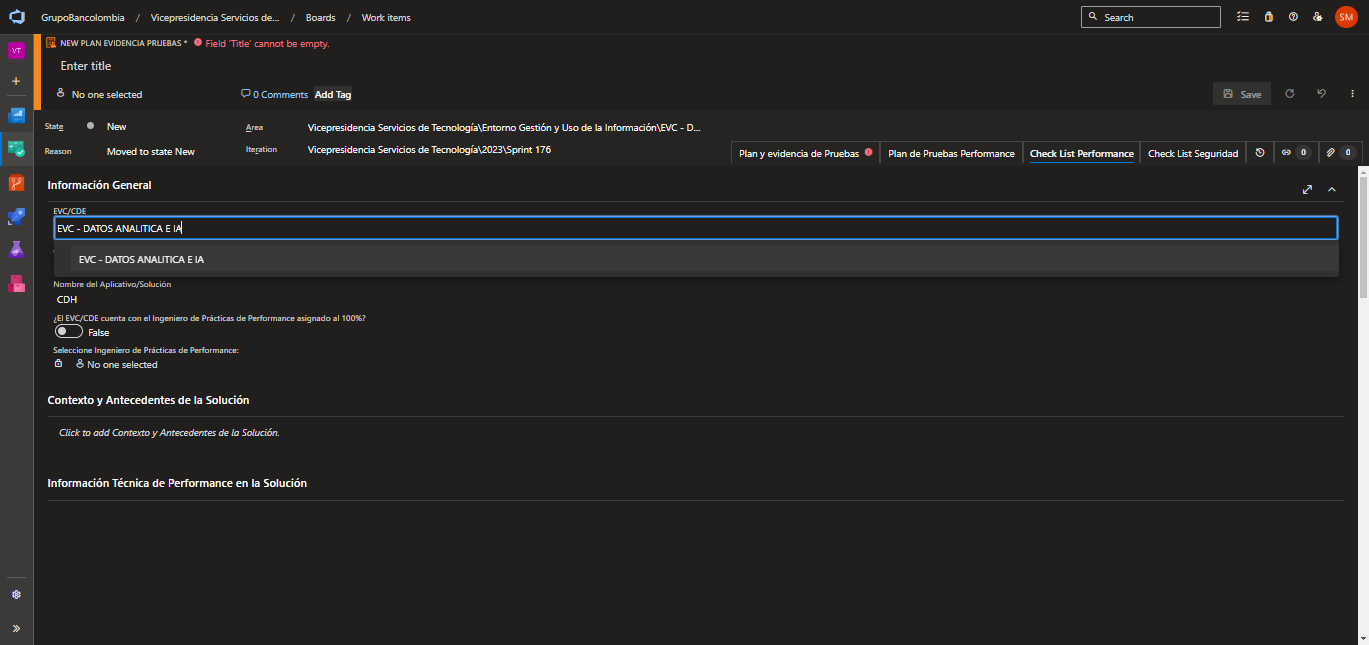 GrupoBancolombia / Vicepresidencia Servicios de... / Boards / Work items
Search
SM
VT
NEW PLAN EVIDENCIA PRUEBAS * Field 'Title' cannot be empty.
Enter title
No one selected
0 Comments Add Tag
Save
State New
Area Vicepresidencia Servicios de Tecnología\Entorno Gestión y Uso de la Información\EVC - D...
Reason Moved to state New
Iteration Vicepresidencia Servicios de Tecnología\2023\Sprint 176
Plan y evidencia de Pruebas Plan de Pruebas Performance Check List Performance Check List Seguridad 0 0
Información General
EVC/CDE
EVC - DATOS ANALITICA E IA
EVC - DATOS ANALITICA E IA
Nombre del Aplicativo/Solución
CDH
¿El EVC/CDE cuenta con el Ingeniero de Prácticas de Performance asignado al 100%?
False
Seleccione Ingeniero de Prácticas de Performance:
No one selected
Contexto y Antecedentes de la Solución
Click to add Contexto y Antecedentes de la Solución.
Información Técnica de Performance en la Solución